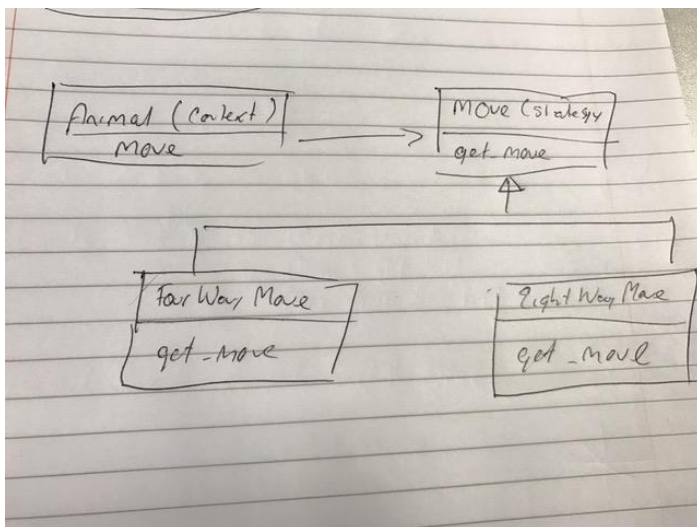 Animal (Context)
Move
Move (Strategy
get_move
Four Way Move
get_move
Eight Way Move
get_move